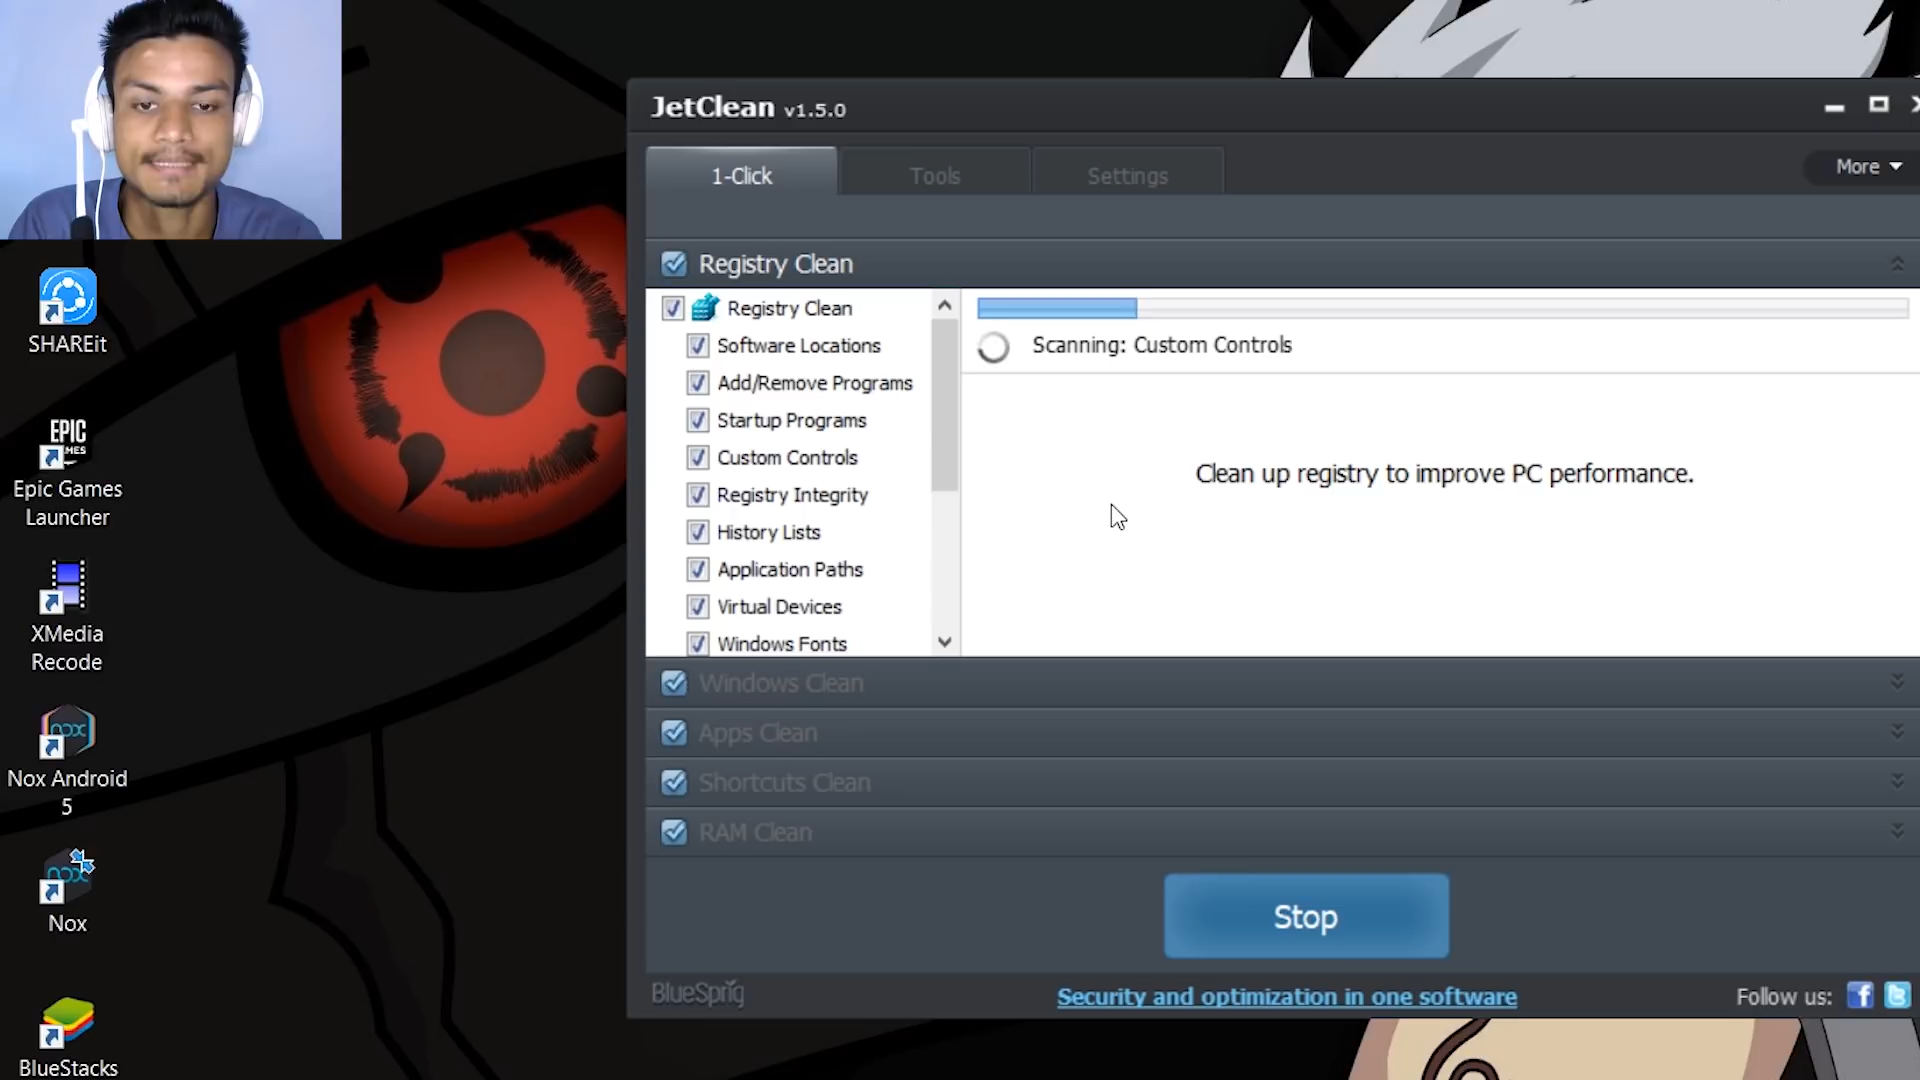 JetClean v1.5.0
1-Click
Tools
Settings
More
Registry Clean
Registry Clean
Software Locations
Add/Remove Programs
Startup Programs
Custom Controls
Registry Integrity
History Lists
Application Paths
Virtual Devices
Windows Fonts
Scanning: Custom Controls
Clean up registry to improve PC performance.
Windows Clean
Apps Clean
Shortcuts Clean
RAM Clean
Stop
BlueSprig
Security and optimization in one software
Follow us:
SHAREit
EPIC
Epic Games
Launcher
XMedia
Recode
nox
Nox Android
5
nox
Nox
BlueStacks